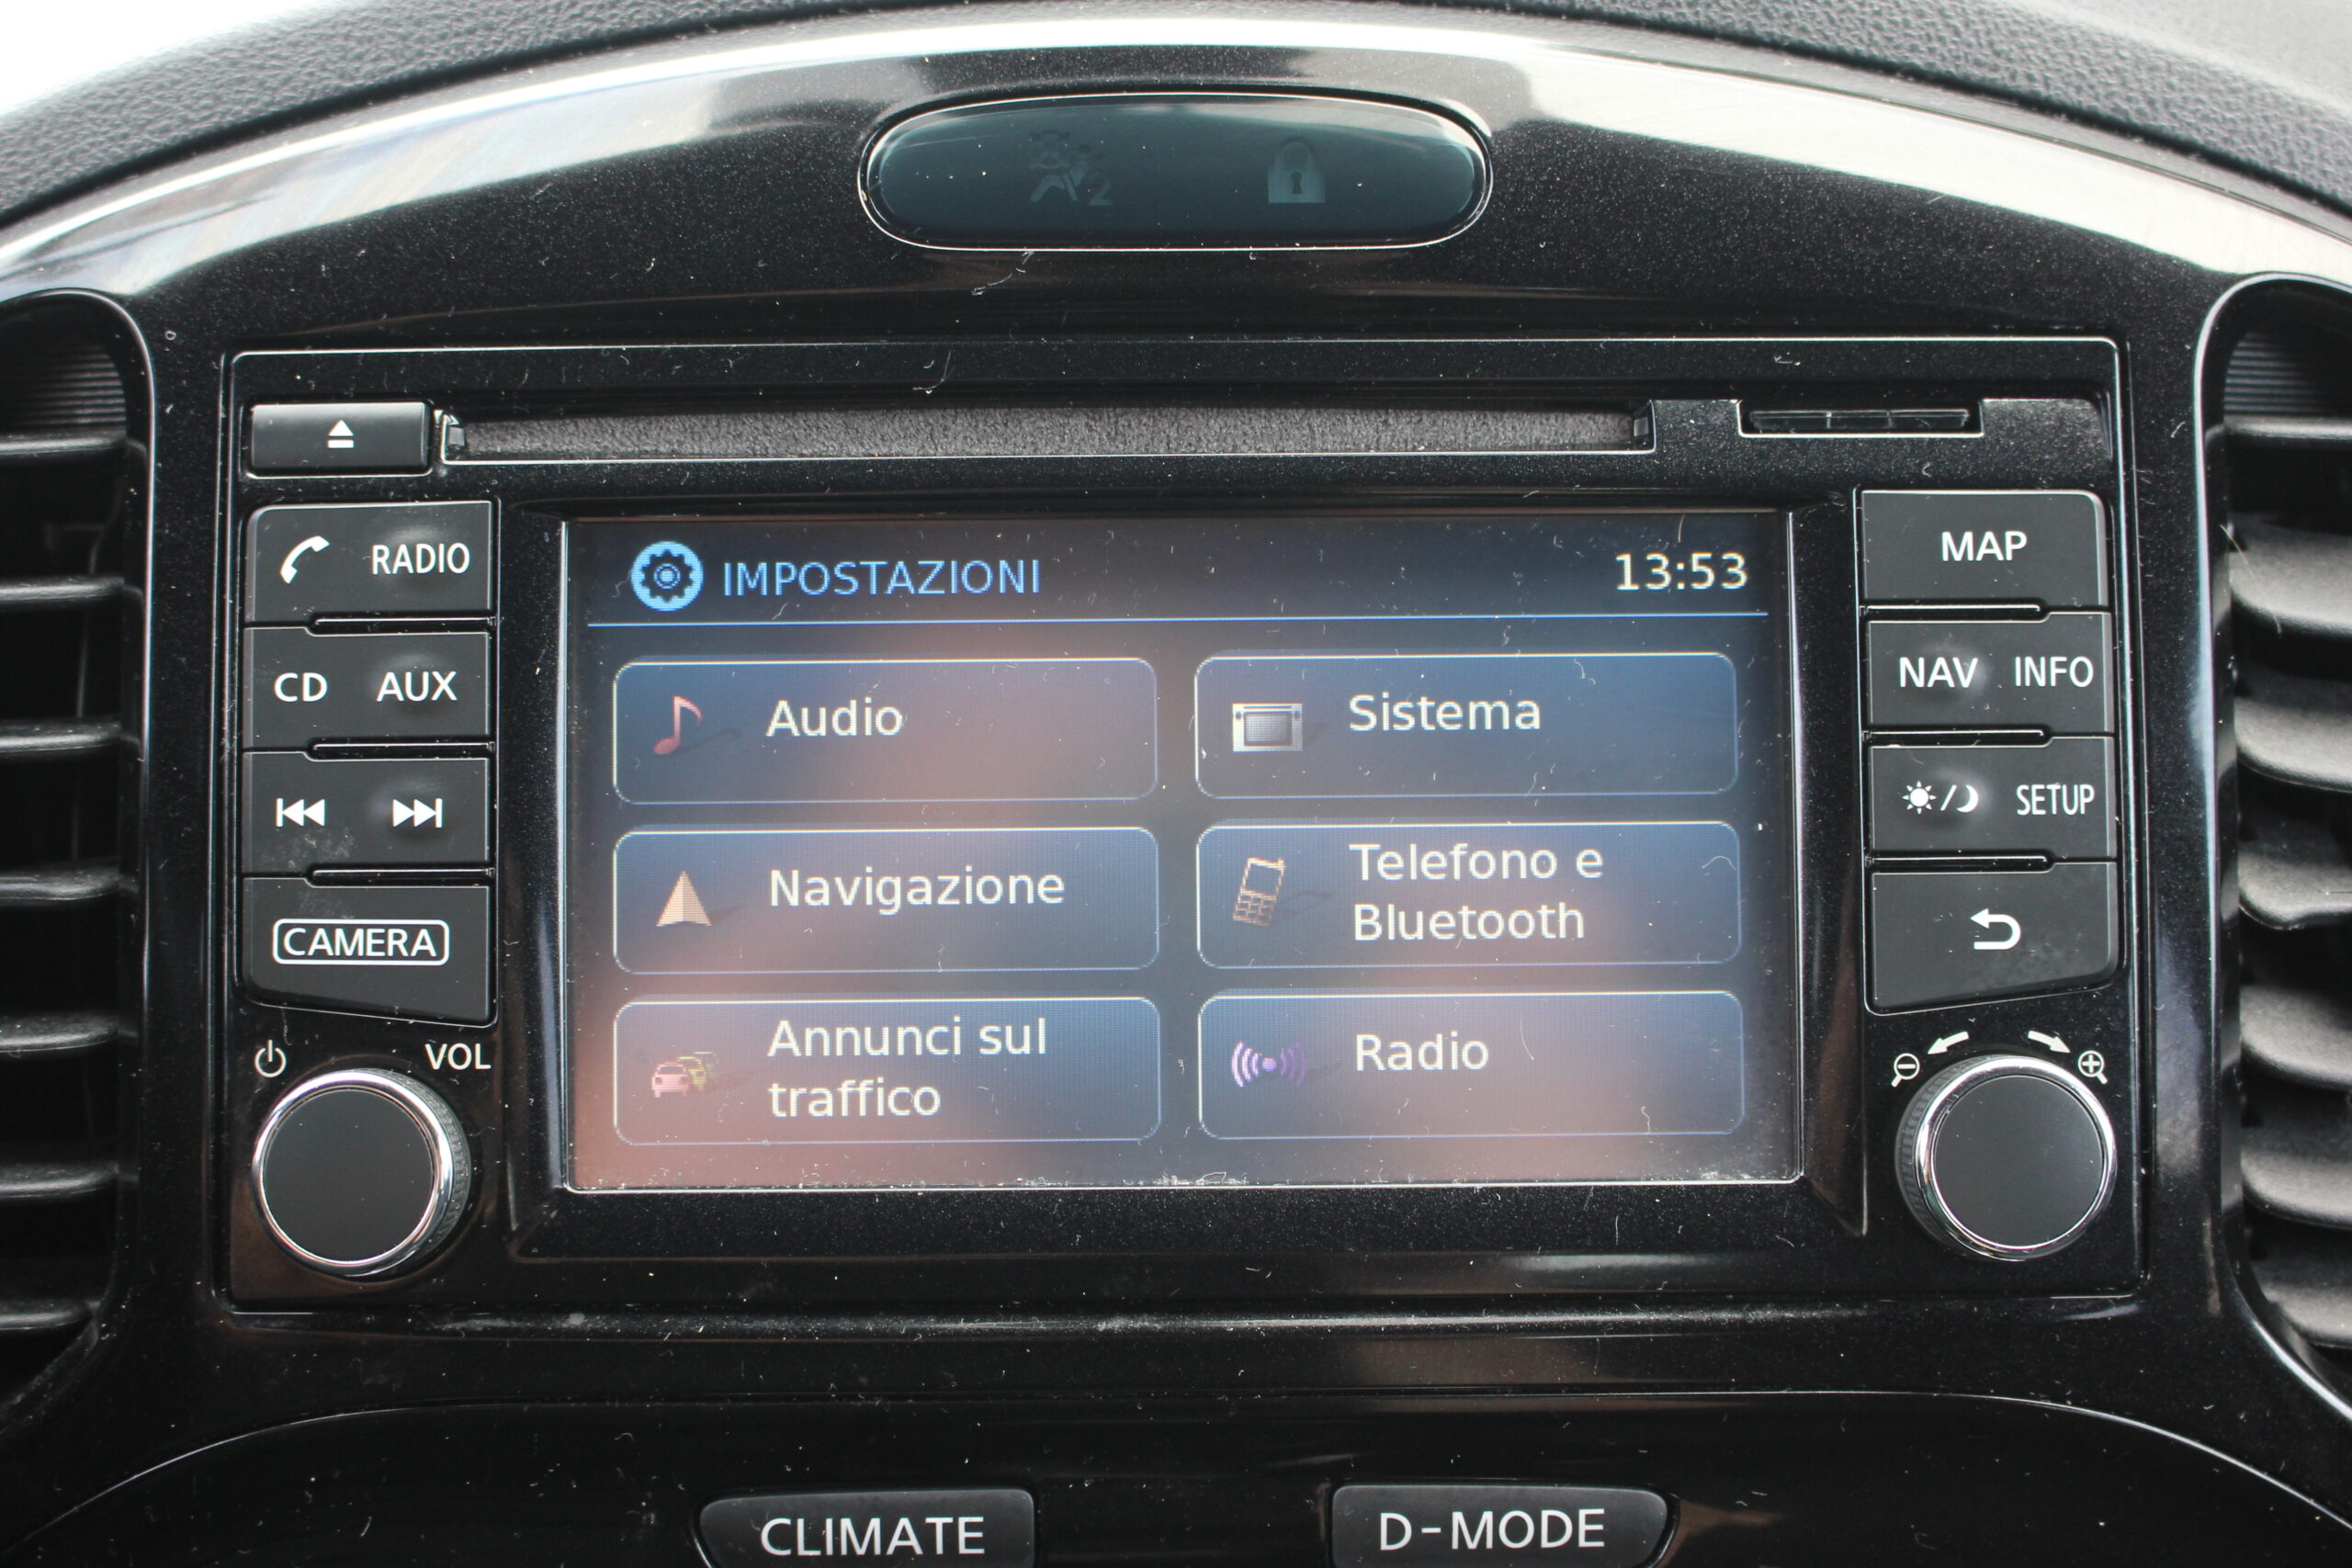 2
RADIO
CD AUX
CAMERA
VOL
IMPOSTAZIONI 13:53
Audio
Sistema
Navigazione
Telefono e
Bluetooth
Annunci sul
traffico
Radio
MAP
NAV INFO
SETUP
CLIMATE
D-MODE